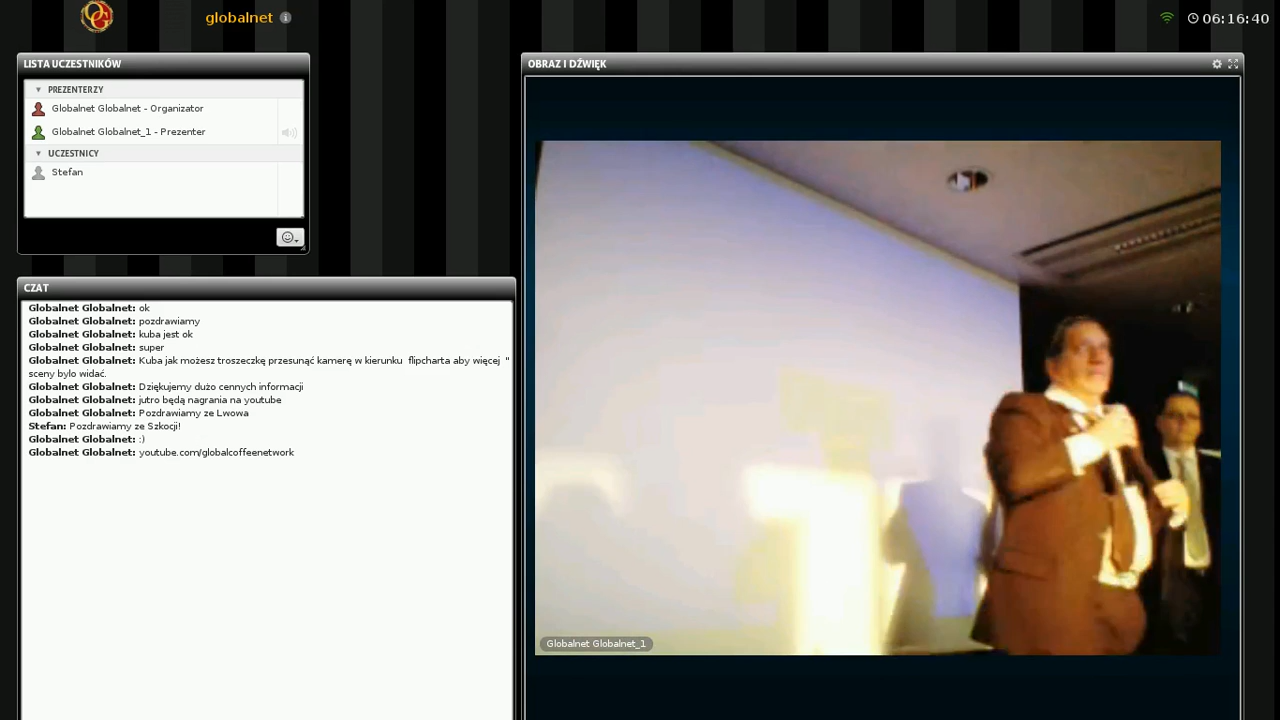 OG
globalnet
06:16:40
LISTA UCZESTNIKÓW
PREZENTERZY
Globalnet Globalnet - Organizator
Globalnet Globalnet_1 - Prezenter
UCZESTNICY
Stefan
CZAT
Globalnet Globalnet: ok
Globalnet Globalnet: pozdrawiamy
Globalnet Globalnet: kuba jest ok
Globalnet Globalnet: super
Globalnet Globalnet: Kuba jak możesz troszeczkę przesunąć kamerę w kierunku flipcharta aby więcej "
sceny bylo widać.
Globalnet Globalnet: Dziękujemy dużo cennych informacji
Globalnet Globalnet: jutro będą nagrania na youtube
Globalnet Globalnet: Pozdrawiamy ze Lwowa
Stefan: Pozdrawiamy ze Szkocji!
Globalnet Globalnet: :)
Globalnet Globalnet: youtube.com/globalcoffeenetwork
OBRAZ I DŹWIĘK
Globalnet Globalnet_1